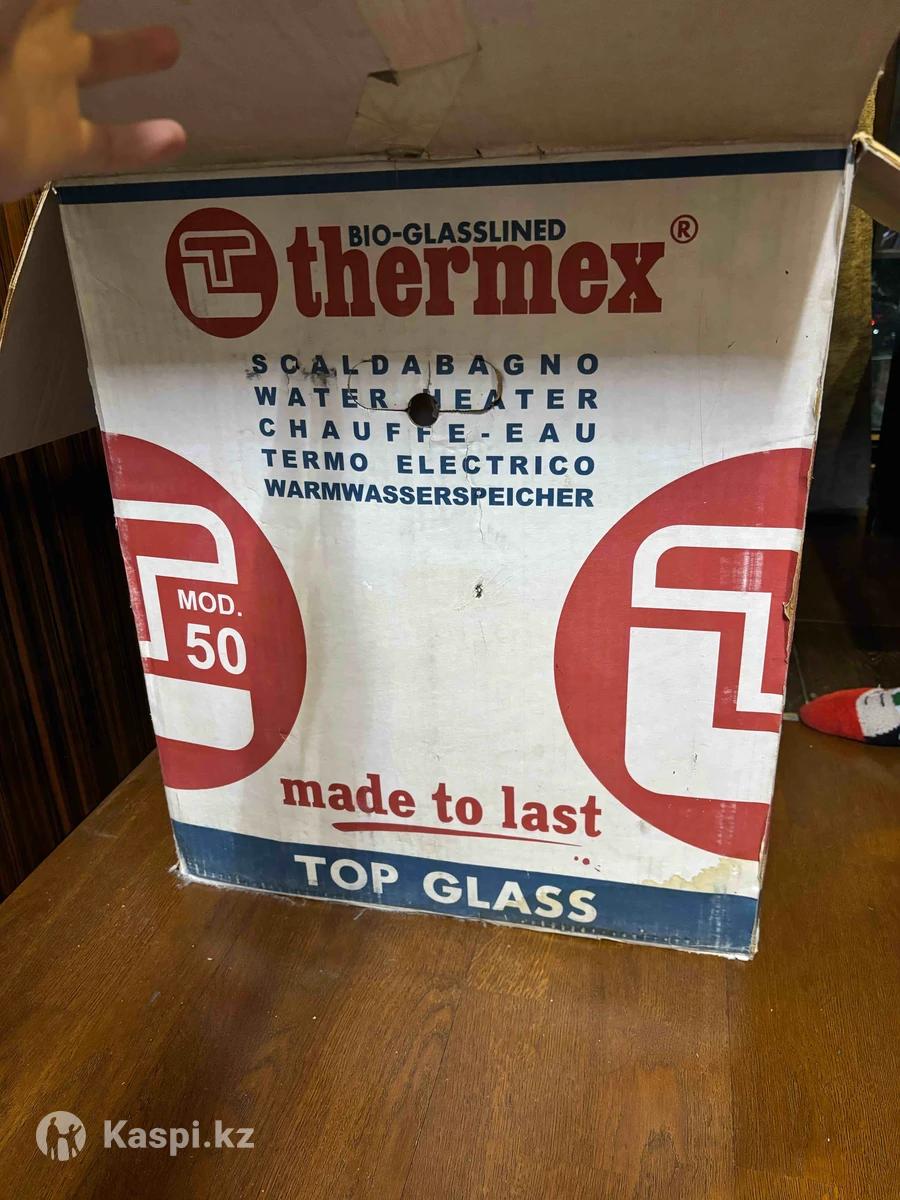 BIO-GLASSLINED
thermex®
SCALDABAGNO
WATER HEATER
CHAUFFE-EAU
TERMO ELECTRICO
WARMWASSERSPEICHER
MOD.
50
made to last
TOP GLASS
Kaspi.kz